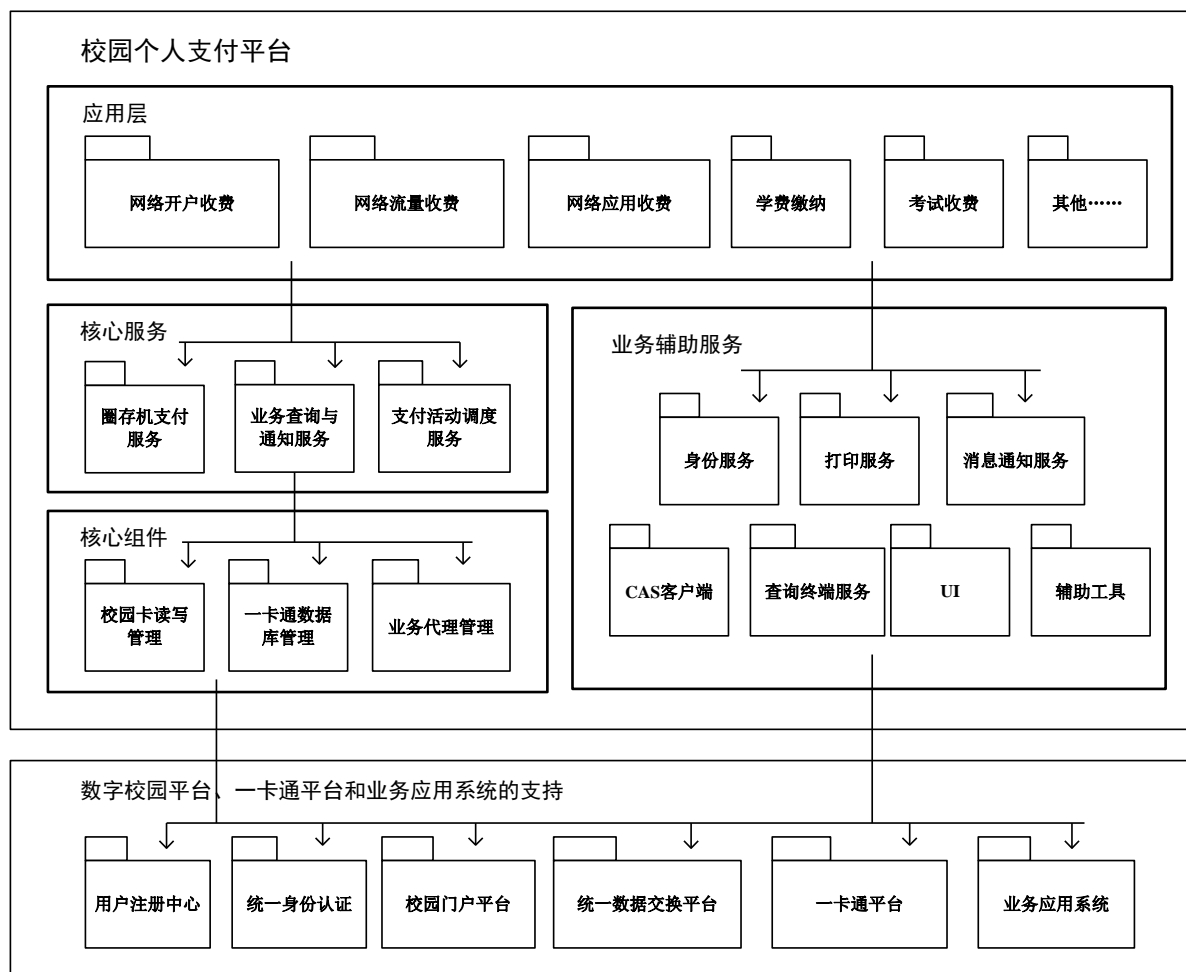 校园个人支付平台
应用层
网络开户收费
网络流量收费
网络应用收费
学费缴纳
考试收费
其他……
核心服务
圈存机支付
服务
业务查询与
通知服务
支付活动调度
服务
核心组件
校园卡读写
管理
一卡通数据
库管理
业务代理管理
业务辅助服务
身份服务
打印服务
消息通知服务
CAS客户端
查询终端服务
UI
辅助工具
数字校园平台、一卡通平台和业务应用系统的支持
用户注册中心
统一身份认证
校园门户平台
统一数据交换平台
一卡通平台
业务应用系统